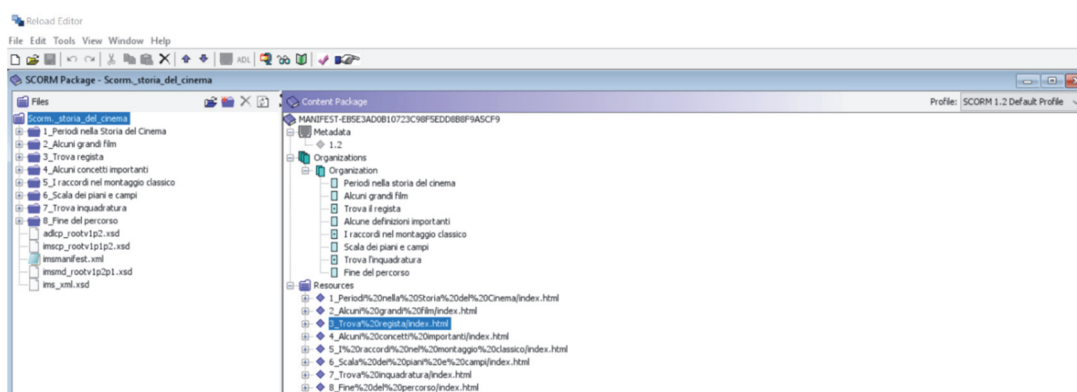 Reload Editor
File Edit Tools View Window Help
ADL
SCORM Package - Scorm._storia_del_cinema
Files
Scorm._storia_del_cinema
1_Periodi nella Storia del Cinema
2_Alcuni grandi film
3_Trova regista
4_Alcuni concetti importanti
5_I raccordi nel montaggio classico
6_Scala dei piani e campi
7_Trova inquadratura
8_Fine del percorso
adlcp_rootv1p2.xsd
imscp_rootv1p1p2.xsd
imsmanifest.xml
imsmd_rootv1p2p1.xsd
ims_xml.xsd
Content Package
Profile: SCORM 1.2 Default Profile
MANIFEST-EB5E3AD0B10723C98F5EDD8B8F9A5CF9
Metadata
1.2
Organizations
Organization
Periodi nella storia del cinema
Alcuni grandi film
Trova il regista
Alcune definizioni importanti
I raccordi nel montaggio classico
Scala dei piani e campi
Trova l'inquadratura
Fine del percorso
Resources
1_Periodi%20nella%20Storia%20del%20Cinema/index.html
2_Alcuni%20grandi%20film/index.html
3_Trova%20regista/index.html
4_Alcuni%20concetti%20importanti/index.html
5_I%20raccordi%20nel%20montaggio%20classico/index.html
6_Scala%20dei%20piani%20e%20campi/index.html
7_Trova%20inquadratura/index.html
8_Fine%20del%20percorso/index.html